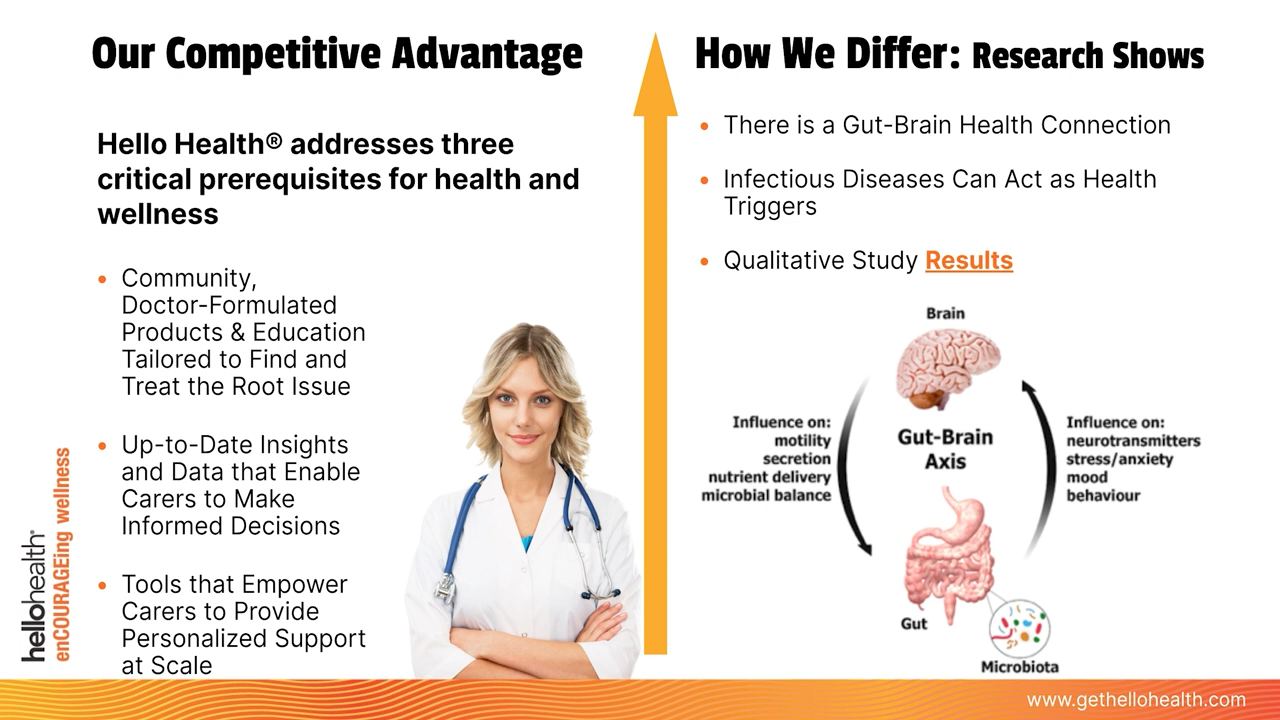 Our Competitive Advantage
Hello Health® addresses three
critical prerequisites for health and
wellness
• Community,
Doctor-Formulated
Products & Education
Tailored to Find and
Treat the Root Issue
• Up-to-Date Insights
and Data that Enable
Carers to Make
Informed Decisions
• Tools that Empower
Carers to Provide
Personalized Support
at Scale
hellohealth®
enCOURAGEing wellness
How We Differ: Research Shows
• There is a Gut-Brain Health Connection
• Infectious Diseases Can Act as Health
Triggers
• Qualitative Study Results
Brain
Influence on:
motility
secretion
nutrient delivery
microbial balance
Gut-Brain
Axis
Influence on:
neurotransmitters
stress/anxiety
mood
behaviour
Gut
Microbiota
www.gethellohealth.com